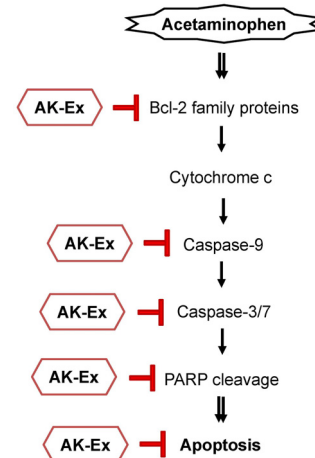 Acetaminophen
AK-Ex Bcl-2 family proteins
Cytochrome c
AK-Ex Caspase-9
AK-Ex Caspase-3/7
AK-Ex PARP cleavage
AK-Ex Apoptosis